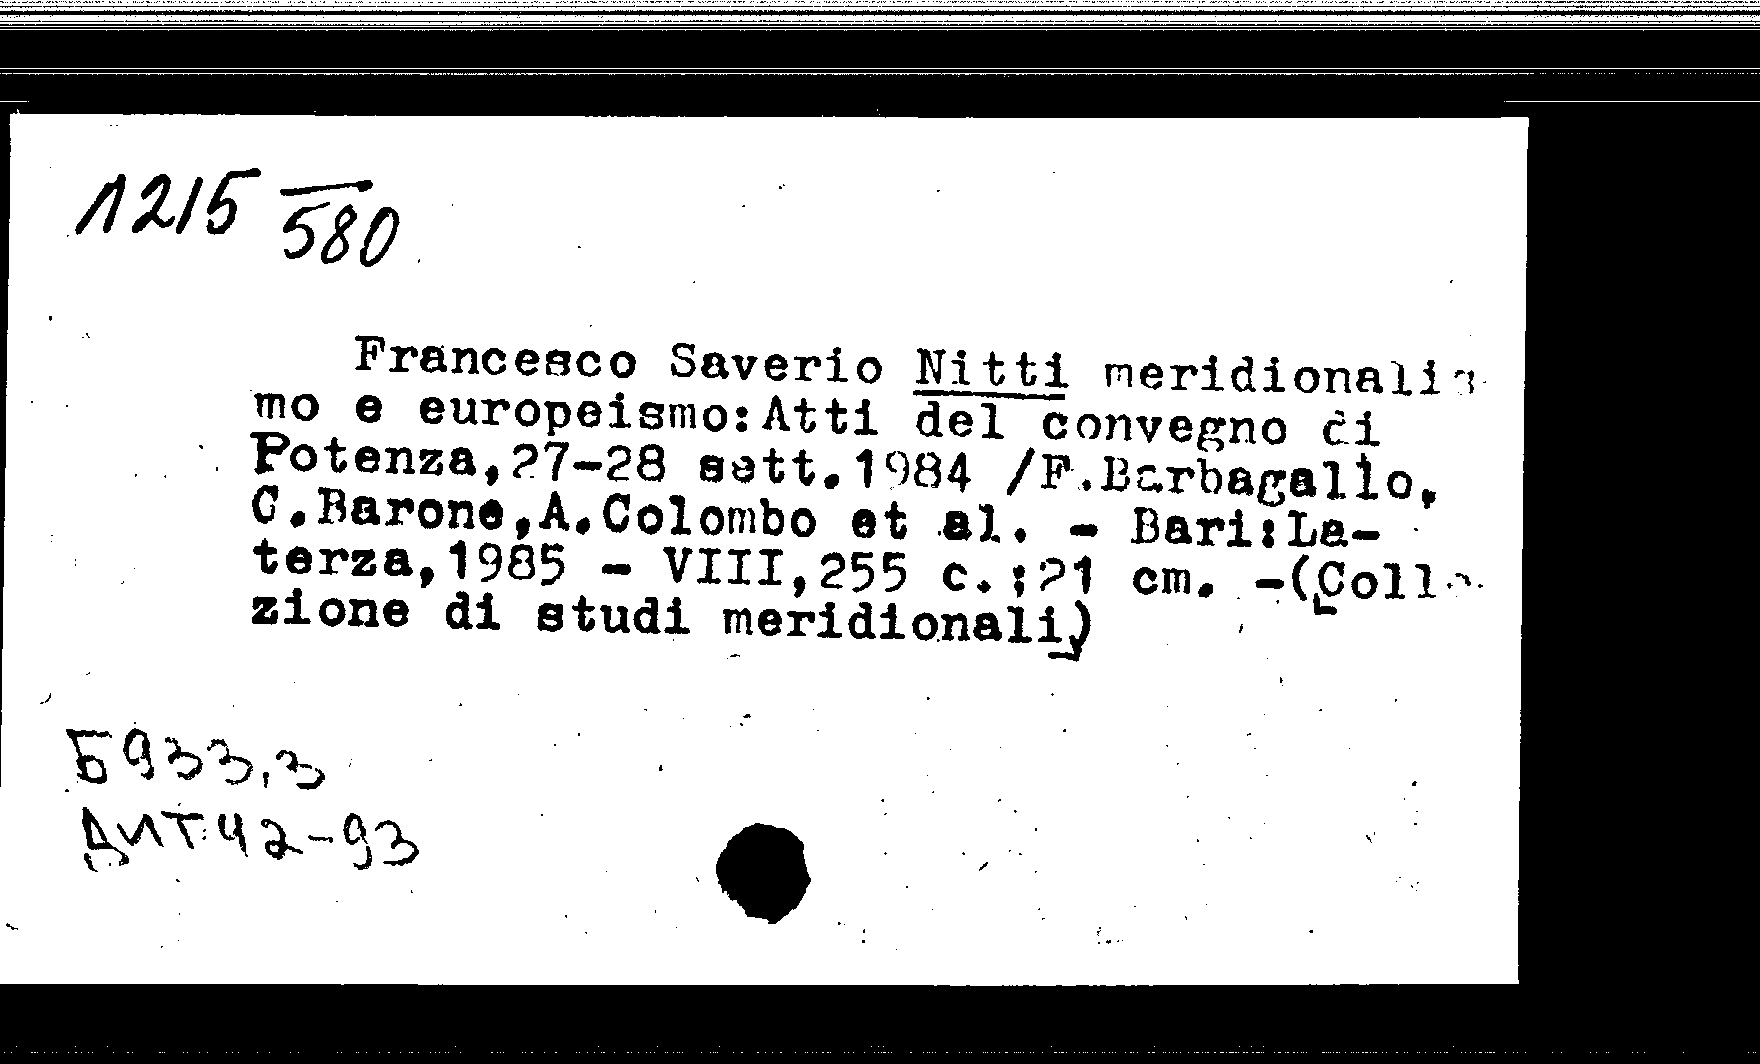 Л215 580
Francesco Saverio Nitti meridionalis
mo e europeismo:Atti del convegno di
Potenza,27-28 sett.1984 /F.Barbagallo,
C.Barone,A.Colombo et al. - Bari:La-
terza,1985 - VIII,255 c.;21 cm. -(Colle
zione di studi meridionali)
Б933,3
ДИТ42-93